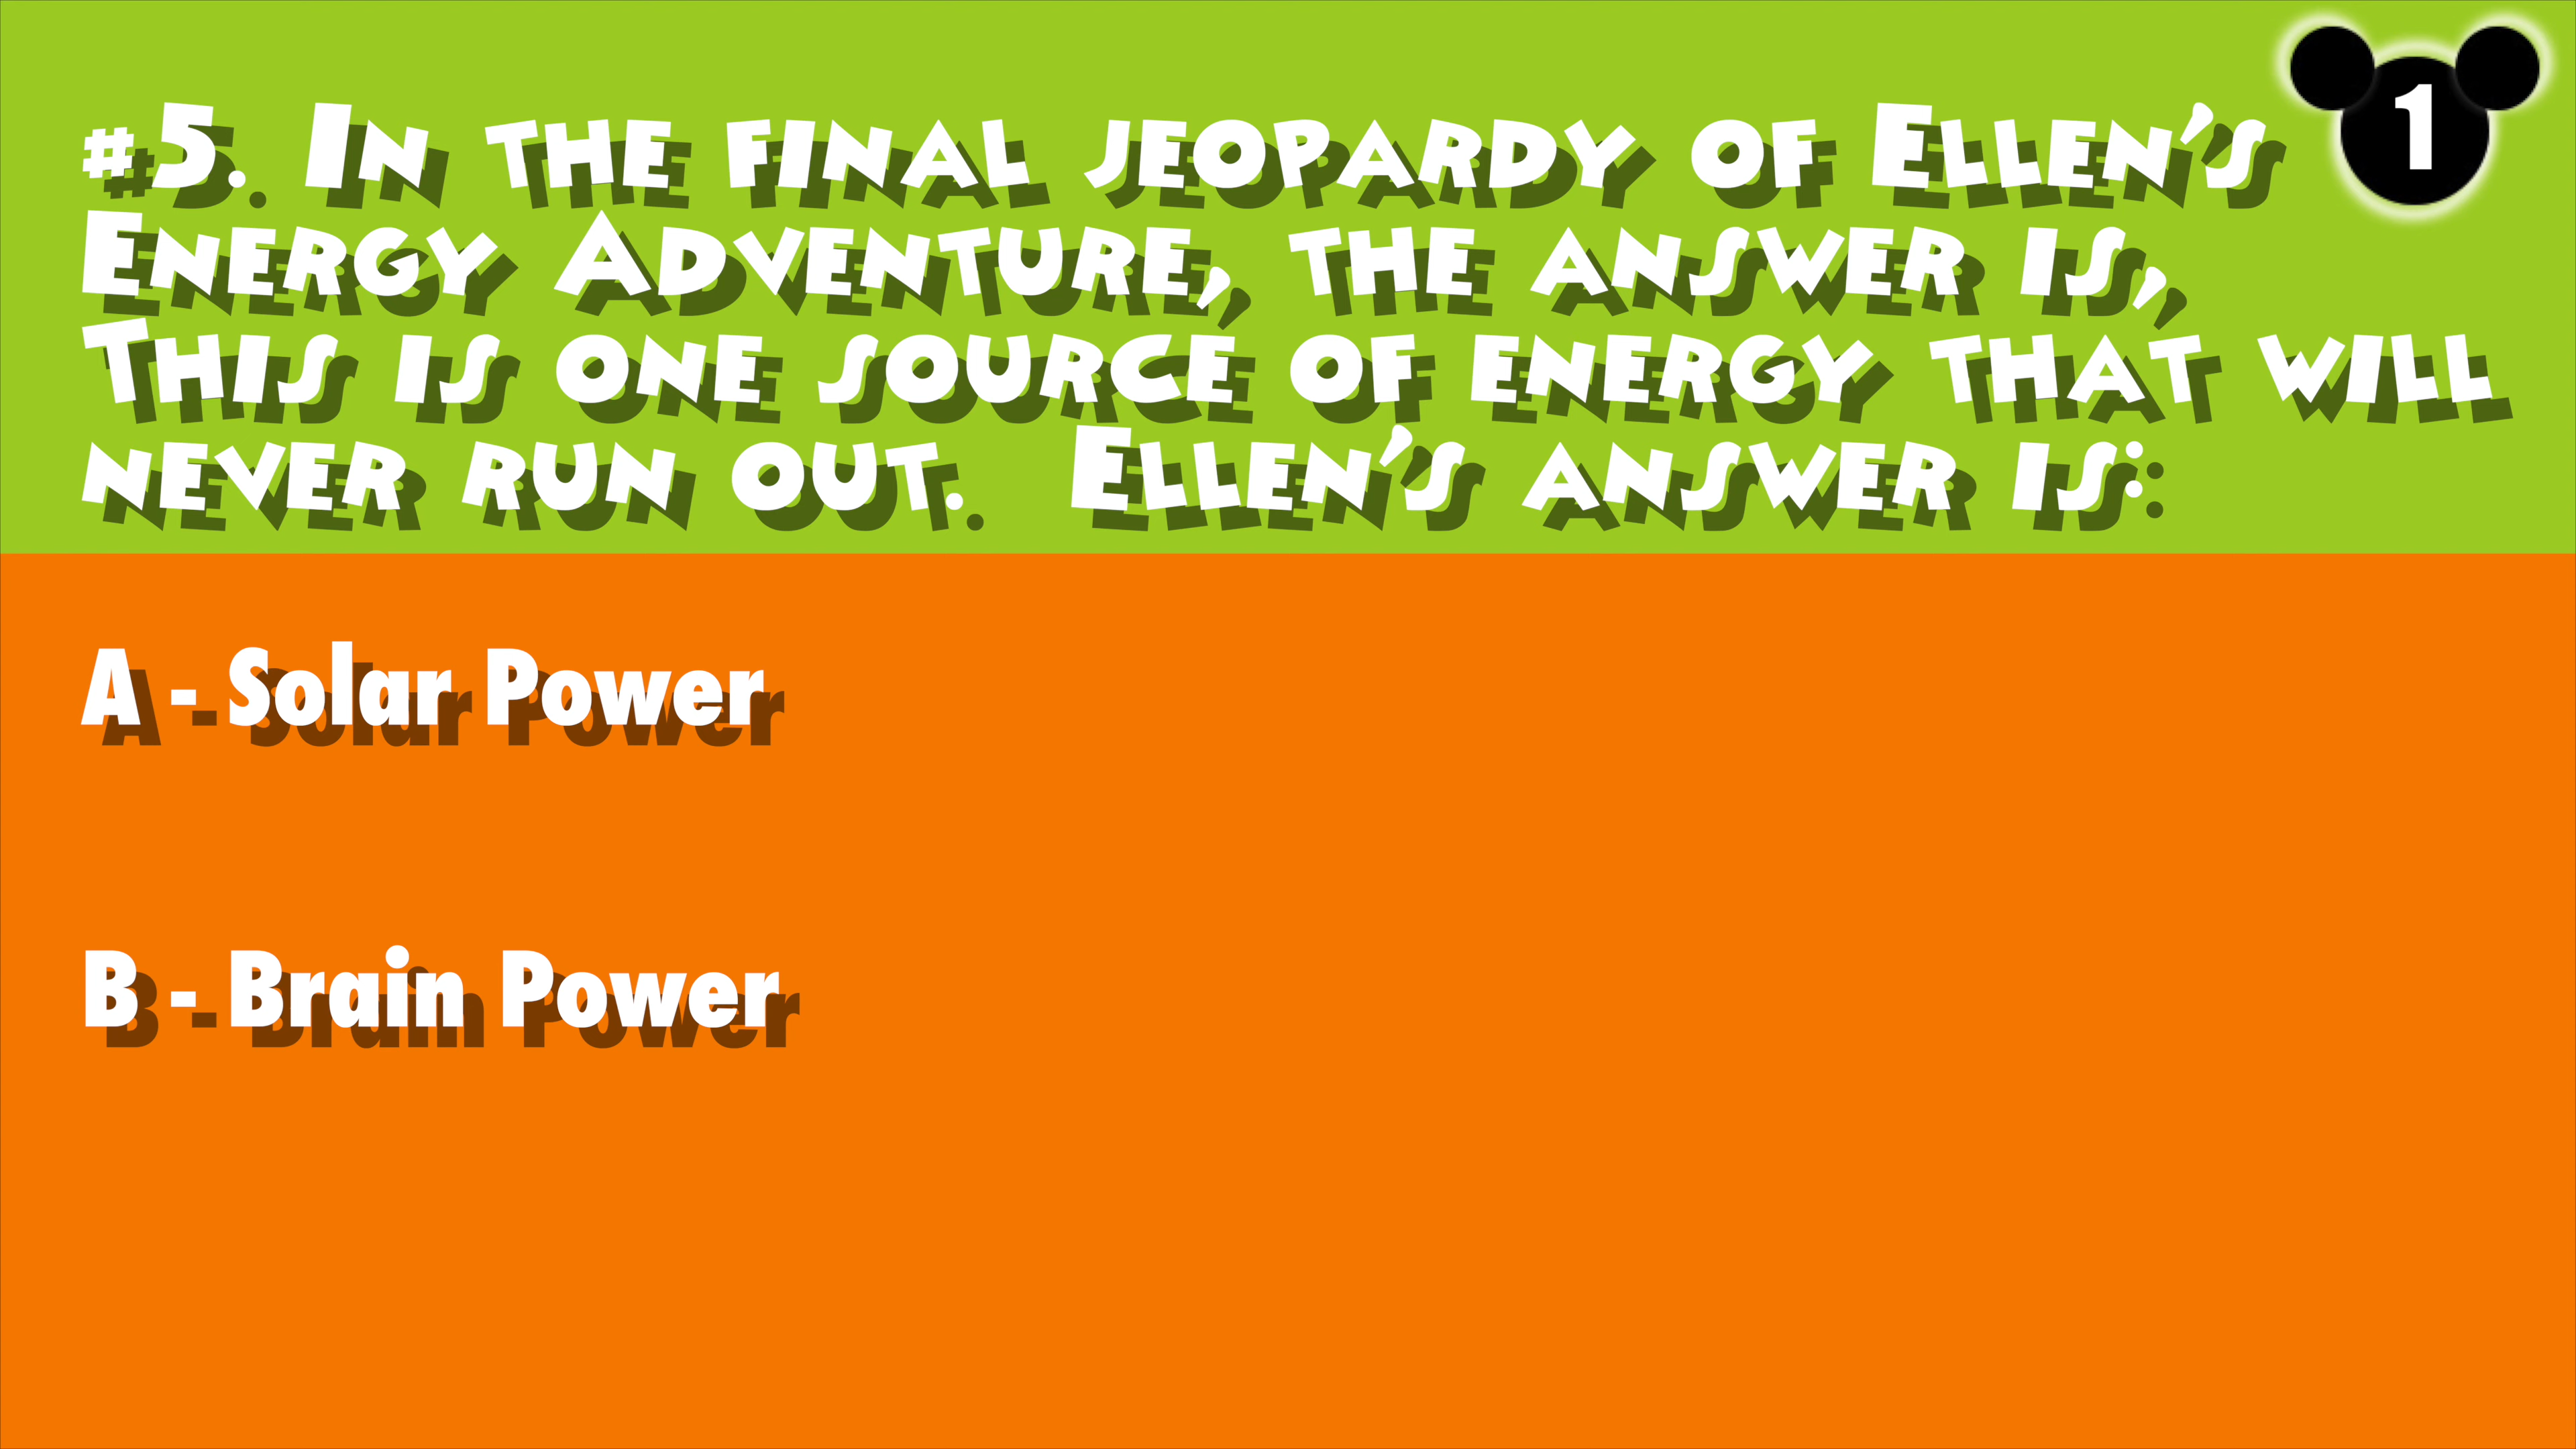 #5. In the final jeopardy of Ellen's
Energy Adventure, the answer is,
This is one source of energy that will
never run out.  Ellen's answer is:
1
A - Solar Power
B - Brain Power